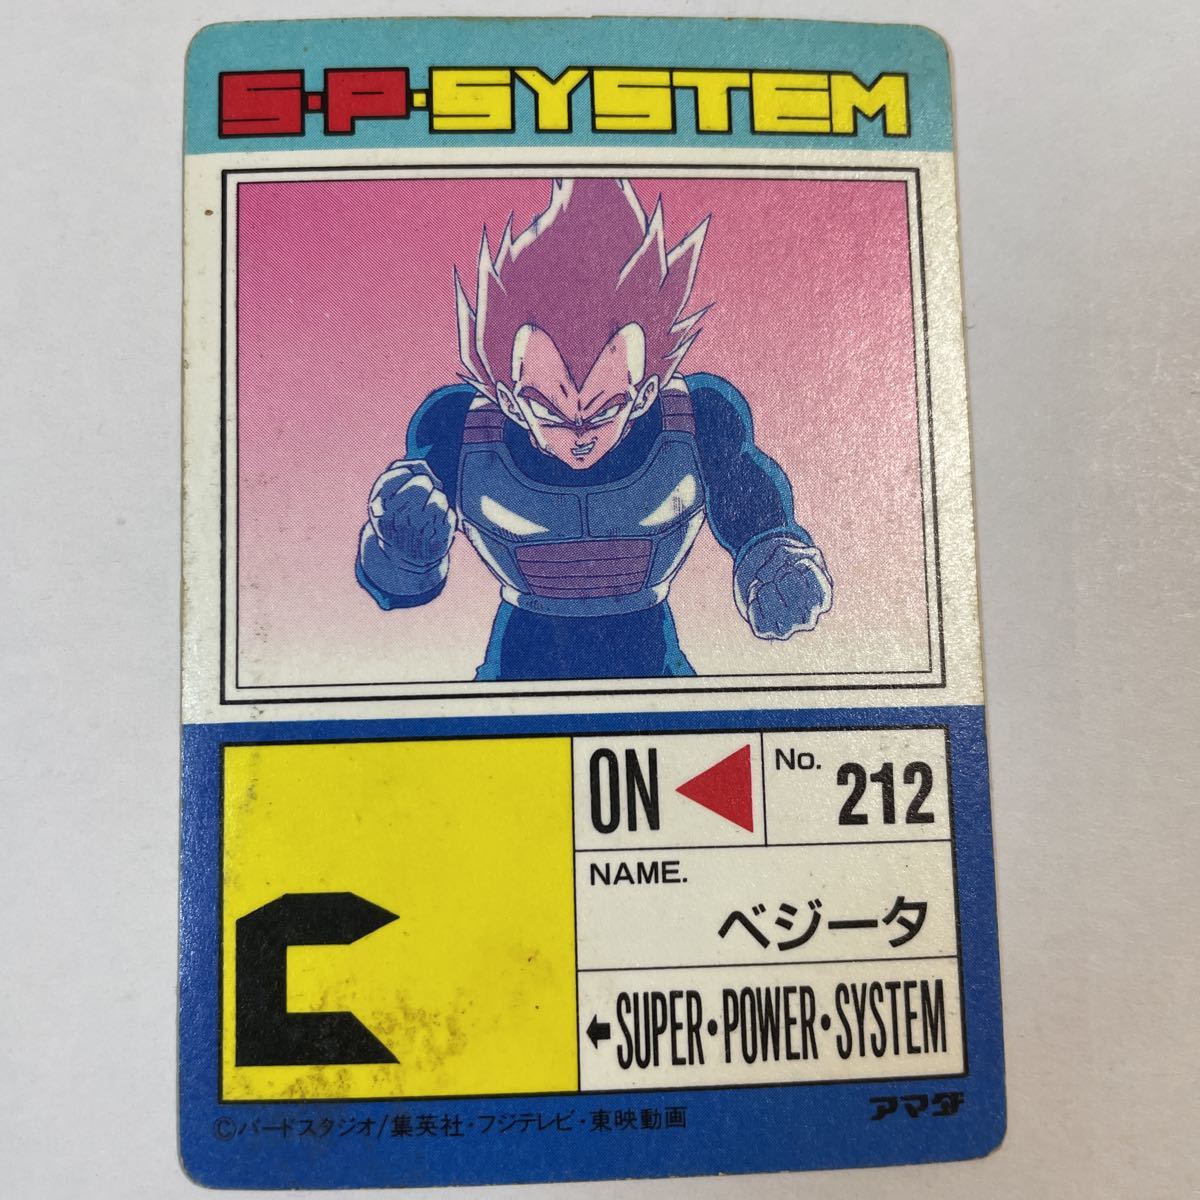 S·P·SYSTEM
ON
No. 212
NAME.
ベジータ
SUPER·POWER·SYSTEM
アマダ
©バードスタジオ/集英社·フジテレビ·東映動画